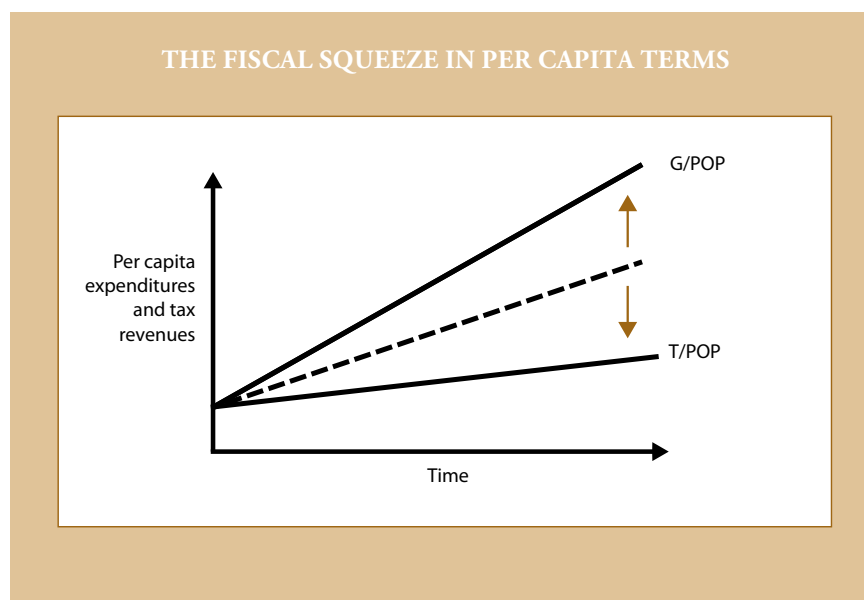 THE FISCAL SQUEEZE IN PER CAPITA TERMS
G/POP
Per capita
expenditures
and tax
revenues
T/POP
Time